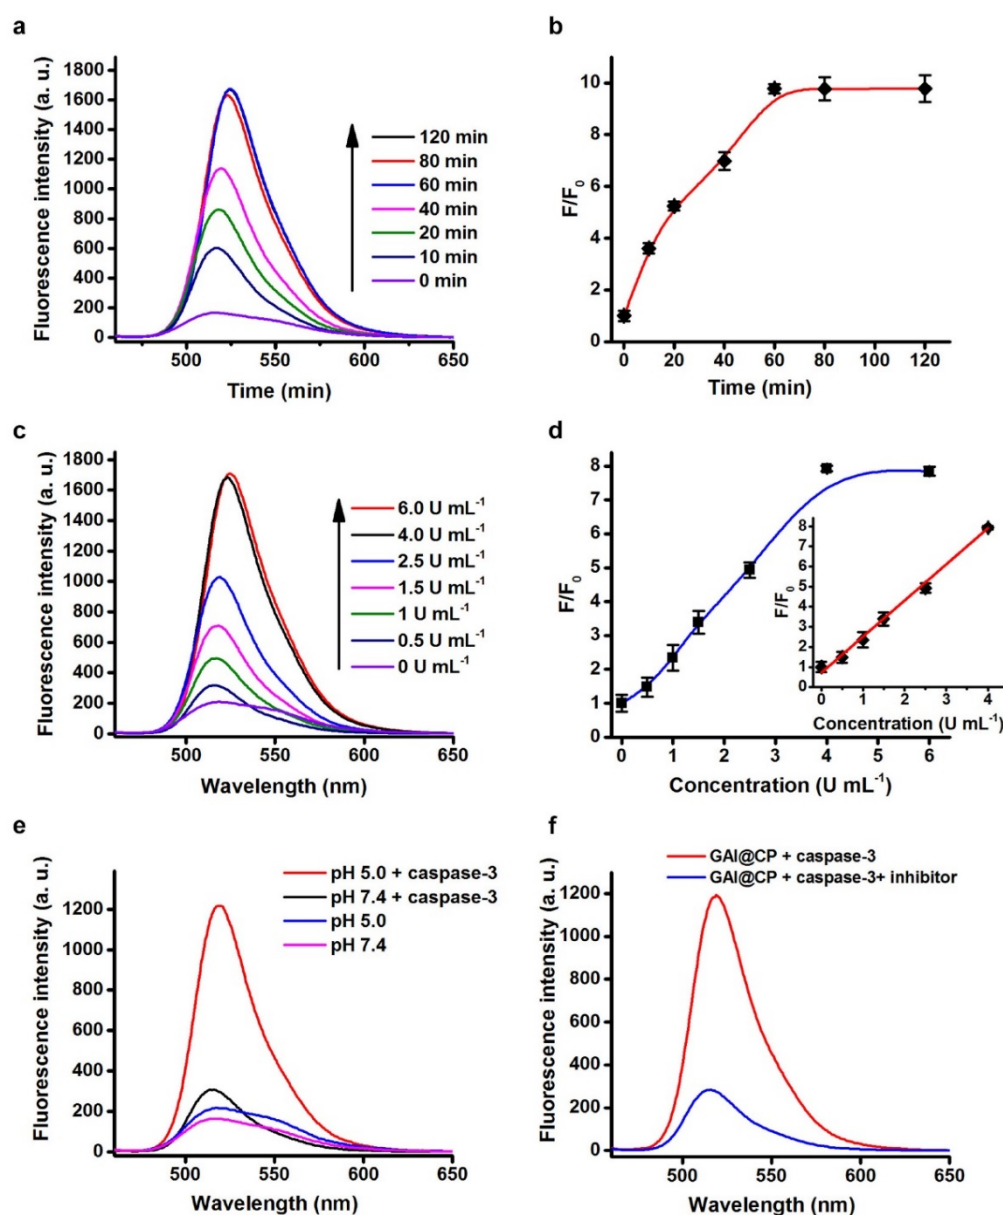 a
Fluorescence intensity (a. u.)
1800
1600
1400
1200
1000
800
600
400
200
0
500
550
600
650
Time (min)
120 min
80 min
60 min
40 min
20 min
10 min
0 min
b
F/F₀
10
8
6
4
2
0
0
20
40
60
80
100
120
Time (min)
c
Fluorescence intensity (a. u.)
1800
1600
1400
1200
1000
800
600
400
200
0
500
550
600
650
Wavelength (nm)
6.0 U mL⁻¹
4.0 U mL⁻¹
2.5 U mL⁻¹
1.5 U mL⁻¹
1 U mL⁻¹
0.5 U mL⁻¹
0 U mL⁻¹
d
F/F₀
8
7
6
5
4
3
2
1
0
0
1
2
3
4
5
6
Concentration (U mL⁻¹)
F/F₀
8
7
6
5
4
3
2
1
0
0
1
2
3
4
Concentration (U mL⁻¹)
e
Fluorescence intensity (a. u.)
1200
1000
800
600
400
200
0
500
550
600
650
Wavelength (nm)
pH 5.0 + caspase-3
pH 7.4 + caspase-3
pH 5.0
pH 7.4
f
Fluorescence intensity (a. u.)
1200
1000
800
600
400
200
0
500
550
600
650
Wavelength (nm)
GAI@CP + caspase-3
GAI@CP + caspase-3+ inhibitor